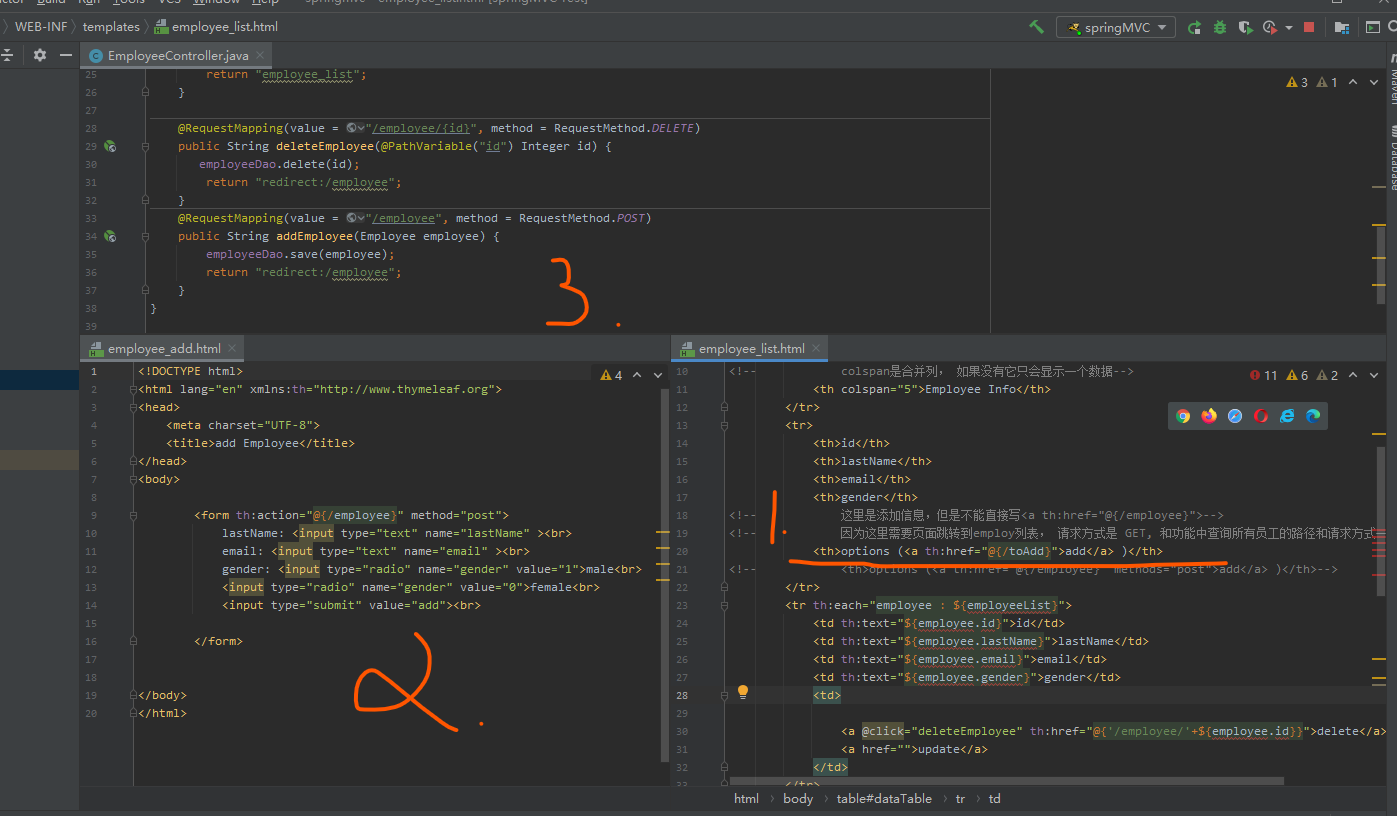 WEB-INF templates employee_list.html
springMVC
EmployeeController.java
3 1
25 return "employee_list";
26 }
27
28 @RequestMapping(value = "/employee/{id}", method = RequestMethod.DELETE)
29 public String deleteEmployee(@PathVariable("id") Integer id) {
30 employeeDao.delete(id);
31 return "redirect:/employee";
32 }
33 @RequestMapping(value = "/employee", method = RequestMethod.POST)
34 public String addEmployee(Employee employee) {
35 employeeDao.save(employee);
36 return "redirect:/employee";
37 }
38 }
39
3.
Database
employee_add.html
4
1 <!DOCTYPE html>
2 <html lang="en" xmlns:th="http://www.thymeleaf.org">
3 <head>
4 <meta charset="UTF-8">
5 <title>add Employee</title>
6 </head>
7 <body>
8
9 <form th:action="@{/employee}" method="post">
10 lastName: <input type="text" name="lastName" ><br>
11 email: <input type="text" name="email" ><br>
12 gender: <input type="radio" name="gender" value="1">male<br>
13 <input type="radio" name="gender" value="0">female<br>
14 <input type="submit" value="add"><br>
15
16 </form>
17
18
19 </body>
20 </html>
2.
employee_list.html
11 6 2
10 <!-- colspan是合并列， 如果没有它只会显示一个数据-->
11 <th colspan="5">Employee Info</th>
12 </tr>
13 <tr>
14 <th>id</th>
15 <th>lastName</th>
16 <th>email</th>
17 <th>gender</th>
18 <!-- 这里是添加信息，但是不能直接写<a th:href="@{/employee}">-->
19 <!-- 因为这里需要页面跳转到employ列表， 请求方式是 GET, 和功能中查询所有员工的路径和请求方式
20 <th>options (<a th:href="@{/toAdd}">add</a> )</th>
21 <!-- <th>options (<a th:href="@{/employee}" methods="post">add</a> )</th>-->
22 </tr>
23 <tr th:each="employee : ${employeeList}">
24 <td th:text="${employee.id}">id</td>
25 <td th:text="${employee.lastName}">lastName</td>
26 <td th:text="${employee.email}">email</td>
27 <td th:text="${employee.gender}">gender</td>
28 <td>
29
30 <a @click="deleteEmployee" th:href="@{'/employee/'+${employee.id}}">delete</a>
31 <a href="">update</a>
32 </td>
33 </tr>
1.
html body table#dataTable tr td